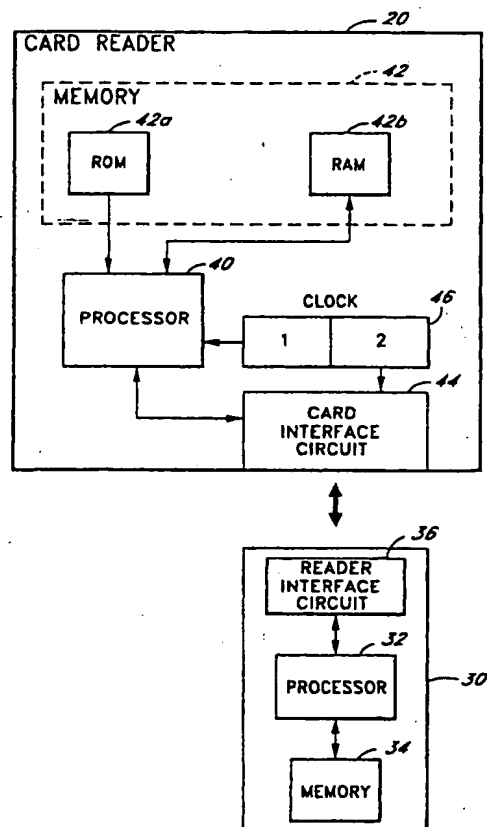 20
CARD READER
42
MEMORY
42a
42b
ROM
RAM
40
PROCESSOR
CLOCK
46
1
2
44
CARD
INTERFACE
CIRCUIT
36
READER
INTERFACE
CIRCUIT
32
PROCESSOR
30
34
MEMORY